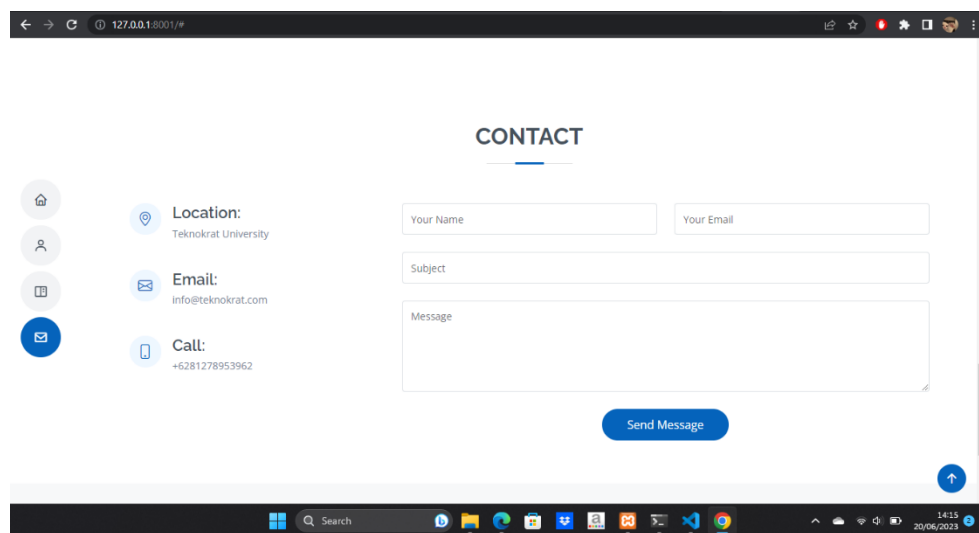 127.0.0.1:8001/#
CONTACT
Location:
Teknokrat University
Email:
info@teknokrat.com
Call:
+6281278953962
Your Name
Your Email
Subject
Message
Send Message
Search
14:15
20/06/2023
2